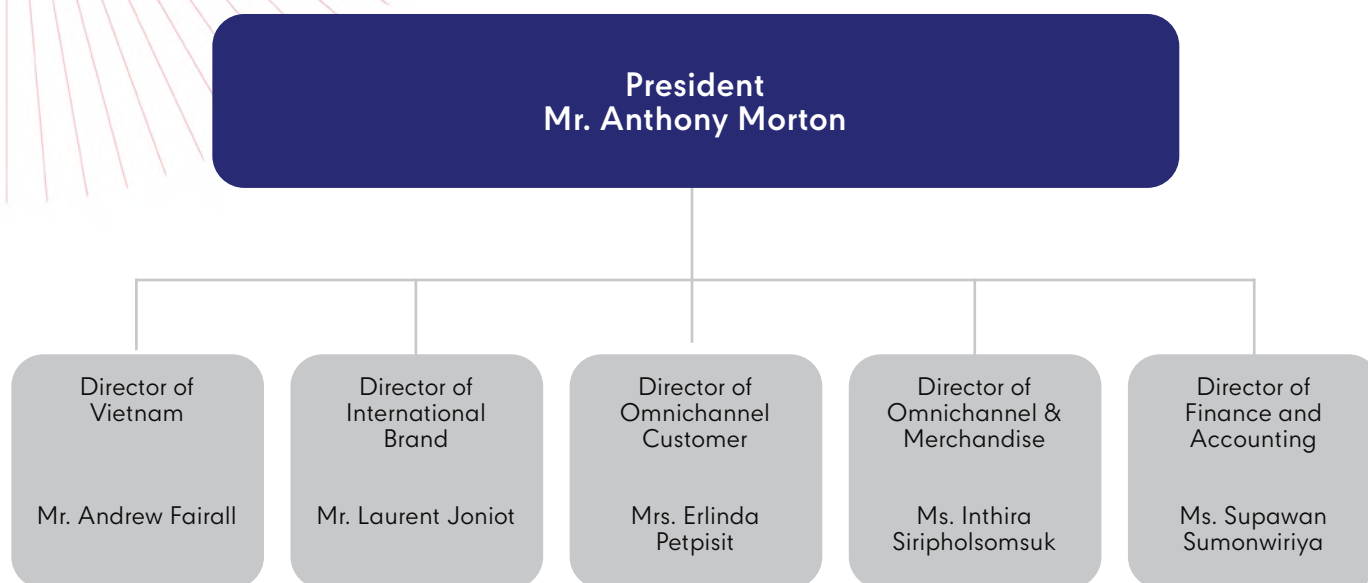 President
Mr. Anthony Morton
Director of
Vietnam
Mr. Andrew Fairall
Director of
International
Brand
Mr. Laurent Joniot
Director of
Omnichannel
Customer
Mrs. Erlinda
Petpisit
Director of
Omnichannel &
Merchandise
Ms. Inthira
Siripholsomsuk
Director of
Finance and
Accounting
Ms. Supawan
Sumonwiriya